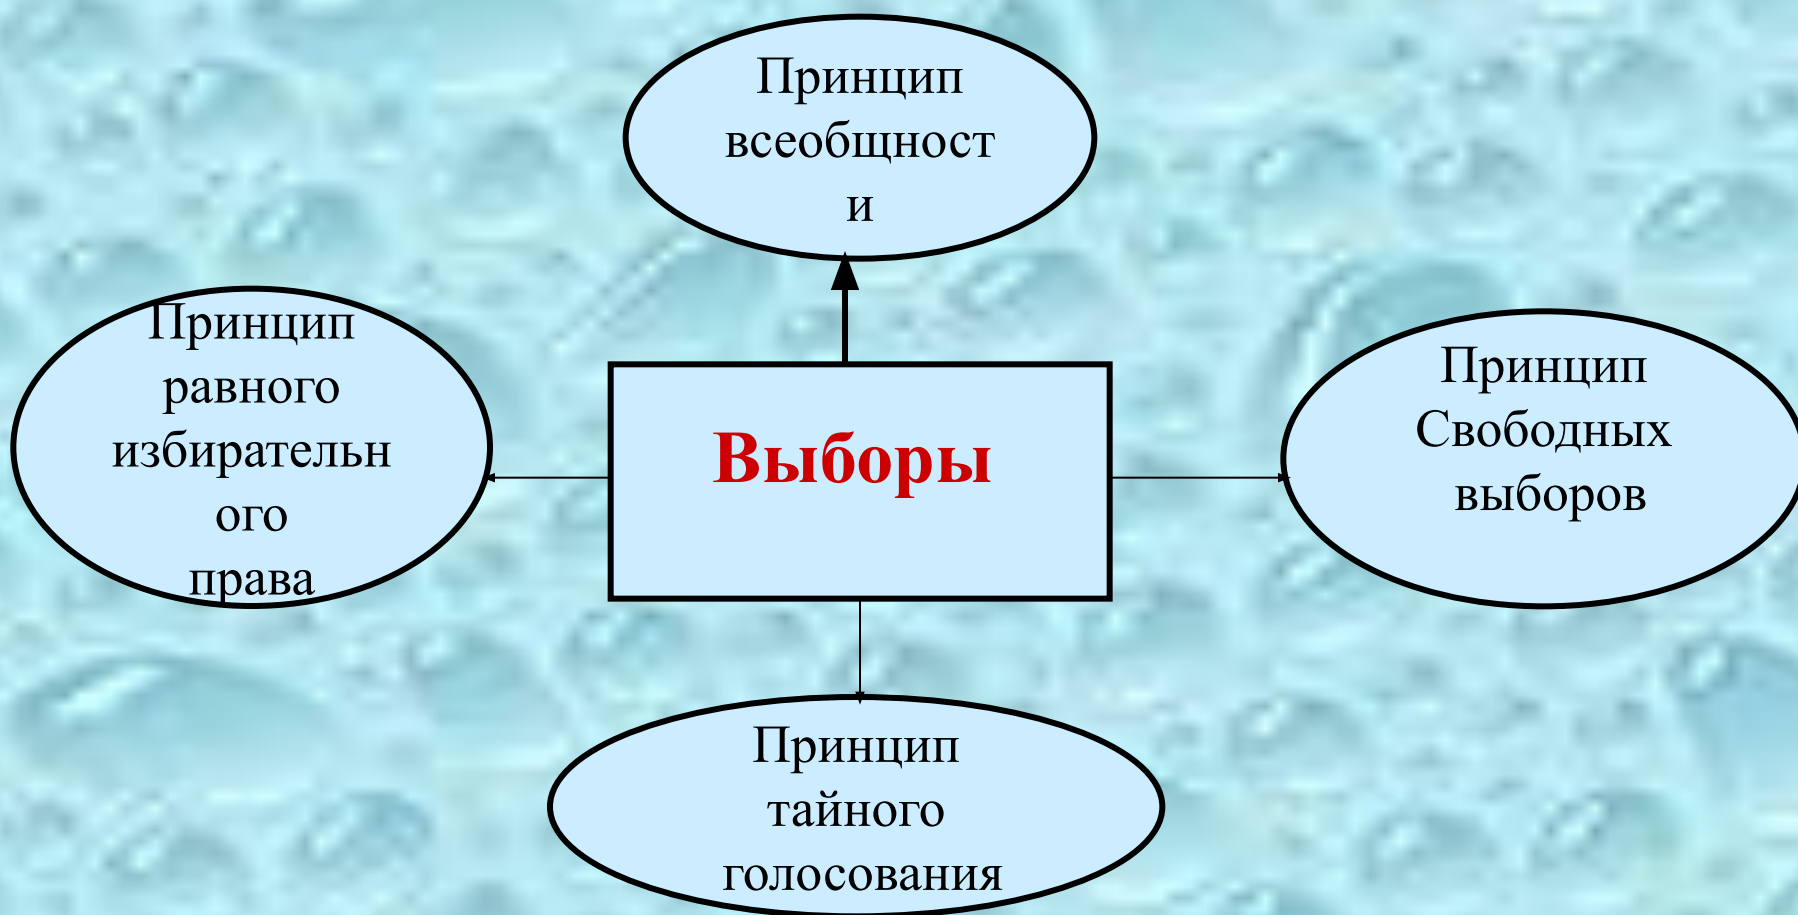 Принцип
всеобщност
и
Принцип
равного
избирательн
ого
права
Выборы
Принцип
Свободных
выборов
Принцип
тайного
голосования